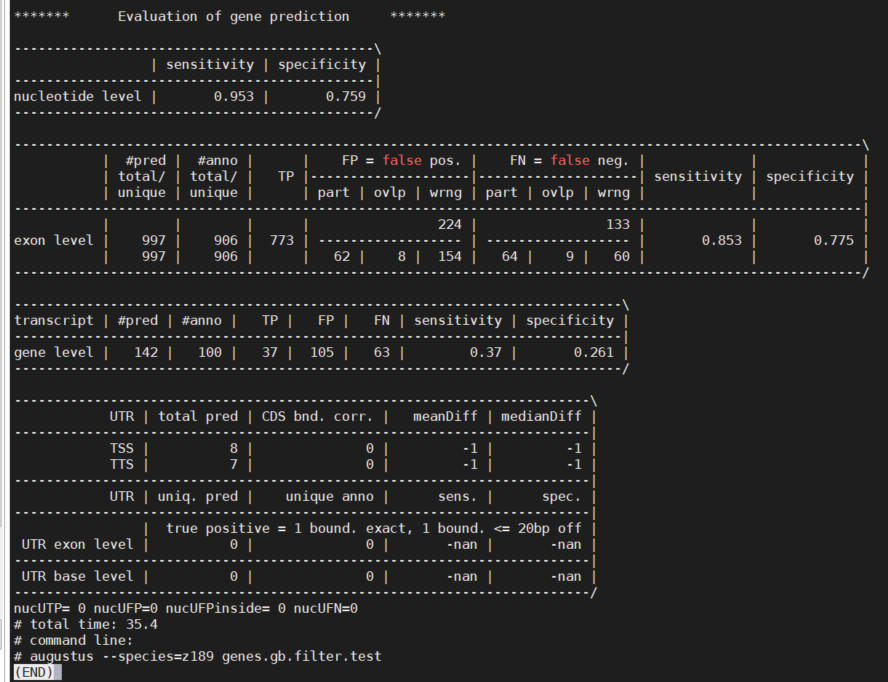 *******      Evaluation of gene prediction     *******
---------------------------------------------\
                 | sensitivity | specificity |
---------------------------------------------|
nucleotide level |       0.953 |       0.759 |
---------------------------------------------/
----------------------------------------------------------------------------------------------------------\
           |  #pred |  #anno |      |    FP = false pos. |    FN = false neg. |             |             |
           | total/ | total/ |   TP |--------------------|--------------------| sensitivity | specificity |
           | unique | unique |      | part | ovlp | wrng | part | ovlp | wrng |             |             |
----------------------------------------------------------------------------------------------------------|
           |        |        |      |                224 |                133 |             |             |
exon level |    997 |    906 |  773 | ------------------ | ------------------ |       0.853 |       0.775 |
           |    997 |    906 |      |   62 |    8 |  154 |   64 |    9 |   60 |             |             |
----------------------------------------------------------------------------------------------------------/
----------------------------------------------------------------------------\
transcript | #pred | #anno |   TP |   FP |   FN | sensitivity | specificity |
----------------------------------------------------------------------------|
gene level |   142 |   100 |   37 |  105 |   63 |        0.37 |       0.261 |
----------------------------------------------------------------------------/
------------------------------------------------------------------------\
            UTR | total pred | CDS bnd. corr. |   meanDiff | medianDiff |
------------------------------------------------------------------------|
            TSS |          8 |              0 |         -1 |         -1 |
            TTS |          7 |              0 |         -1 |         -1 |
------------------------------------------------------------------------|
            UTR | uniq. pred |    unique anno |      sens. |      spec. |
------------------------------------------------------------------------|
                |  true positive = 1 bound. exact, 1 bound. <= 20bp off |
 UTR exon level |          0 |              0 |       -nan |       -nan |
------------------------------------------------------------------------|
 UTR base level |          0 |              0 |       -nan |       -nan |
------------------------------------------------------------------------/
nucUTP= 0 nucUFP=0 nucUFPinside= 0 nucUFN=0
# total time: 35.4
# command line:
# augustus --species=z189 genes.gb.filter.test
(END)